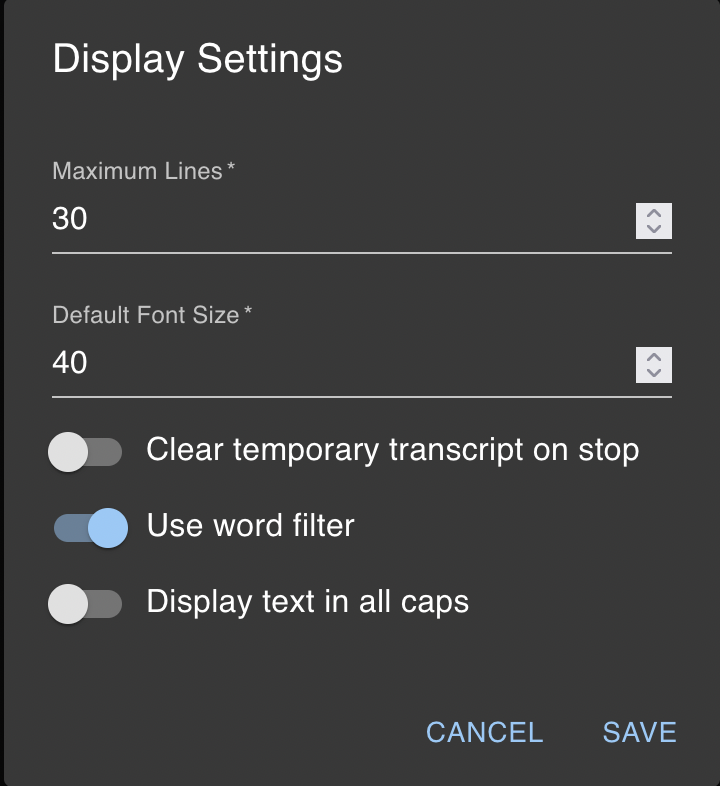 Display Settings
Maximum Lines *
30
Default Font Size *
40
Clear temporary transcript on stop
Use word filter
Display text in all caps
CANCEL SAVE